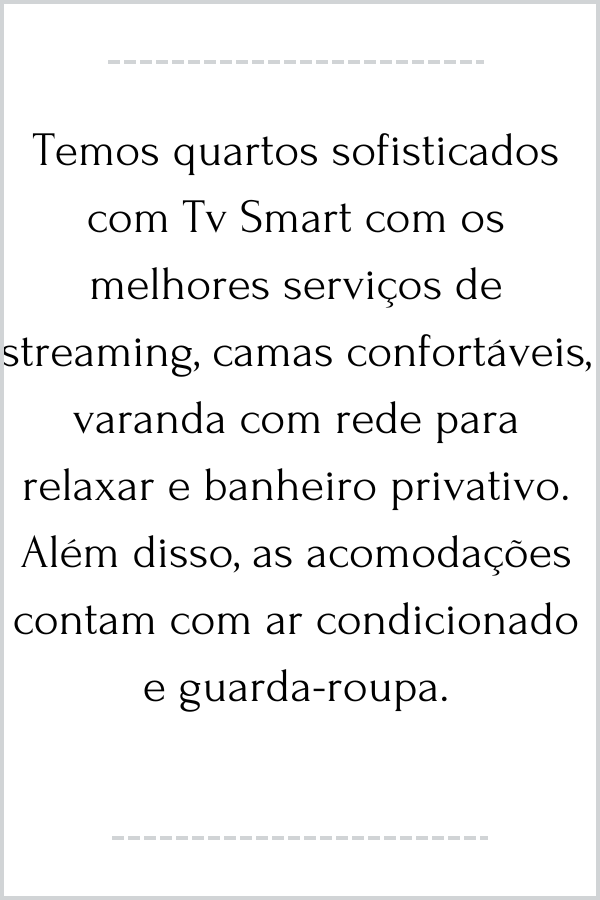 Temos quartos sofisticados
com Tv Smart com os
melhores serviços de
streaming, camas confortáveis,
varanda com rede para
relaxar e banheiro privativo.
Além disso, as acomodações
contam com ar condicionado
e guarda-roupa.